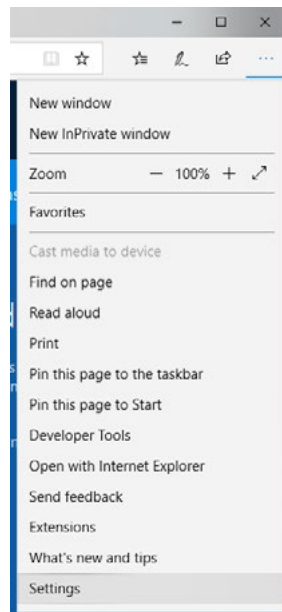 New window
New InPrivate window
Zoom — 100% +
Favorites
Cast media to device
Find on page
Read aloud
Print
Pin this page to the taskbar
Pin this page to Start
Developer Tools
Open with Internet Explorer
Send feedback
Extensions
What's new and tips
Settings